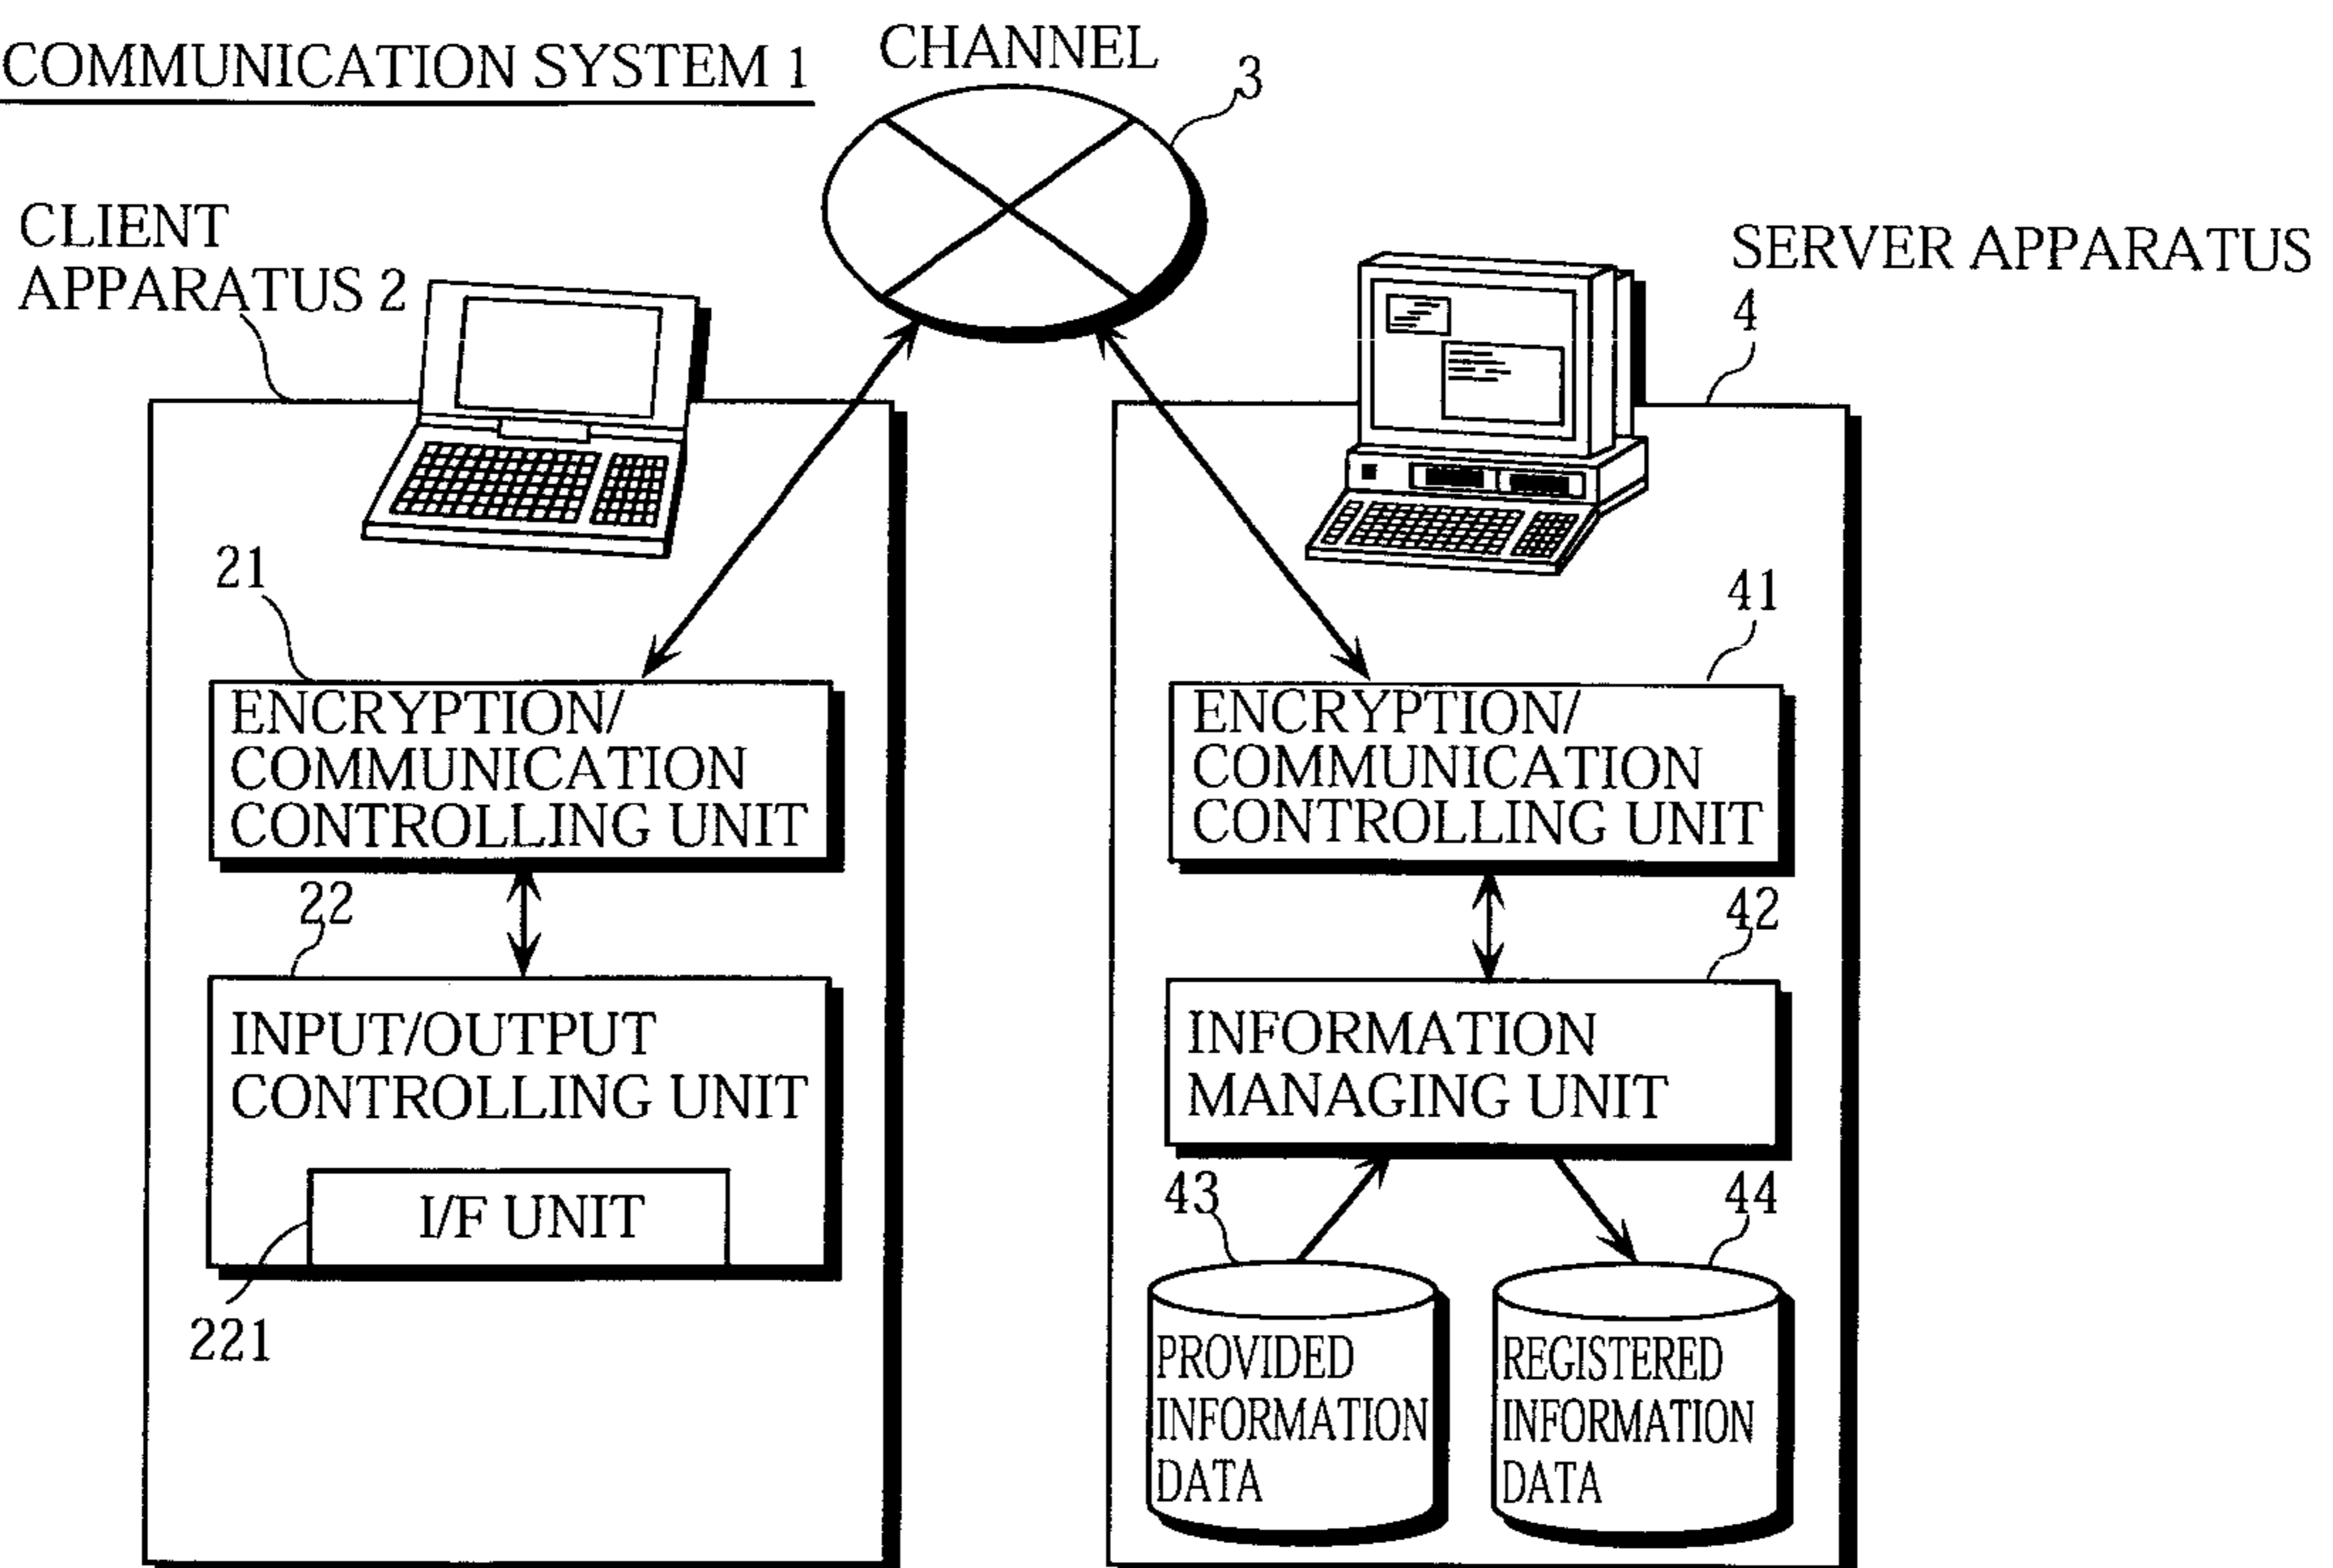 COMMUNICATION SYSTEM 1
CHANNEL
3
CLIENT
APPARATUS 2
SERVER APPARATUS
4
21
ENCRYPTION/
COMMUNICATION
CONTROLLING UNIT
22
INPUT/OUTPUT
CONTROLLING UNIT
I/F UNIT
221
41
ENCRYPTION/
COMMUNICATION
CONTROLLING UNIT
42
INFORMATION
MANAGING UNIT
43
44
PROVIDED
INFORMATION
DATA
REGISTERED
INFORMATION
DATA